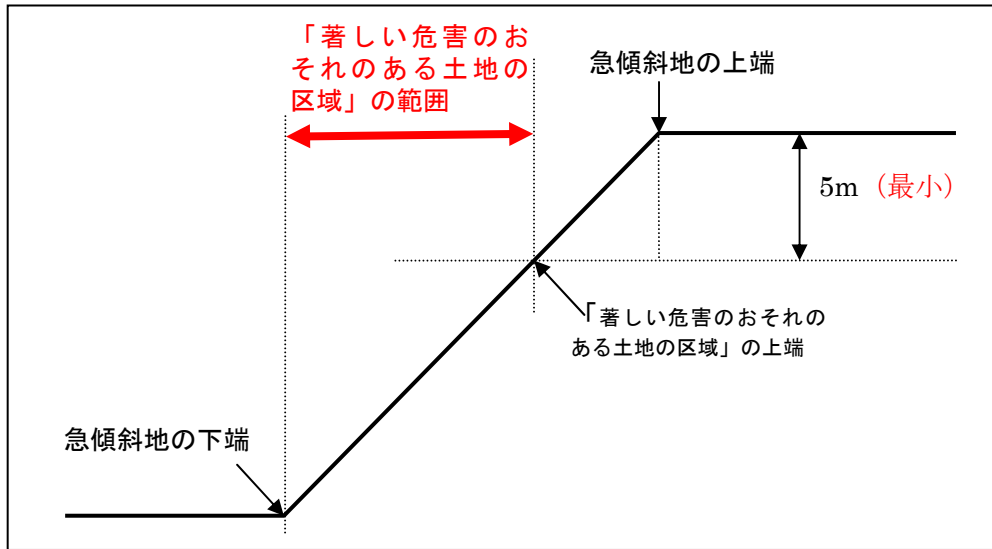 「著しい危害のお
それのある土地の
区域」の範囲
急傾斜地の上端
5m（最小）
「著しい危害のおそれの
ある土地の区域」の上端
急傾斜地の下端